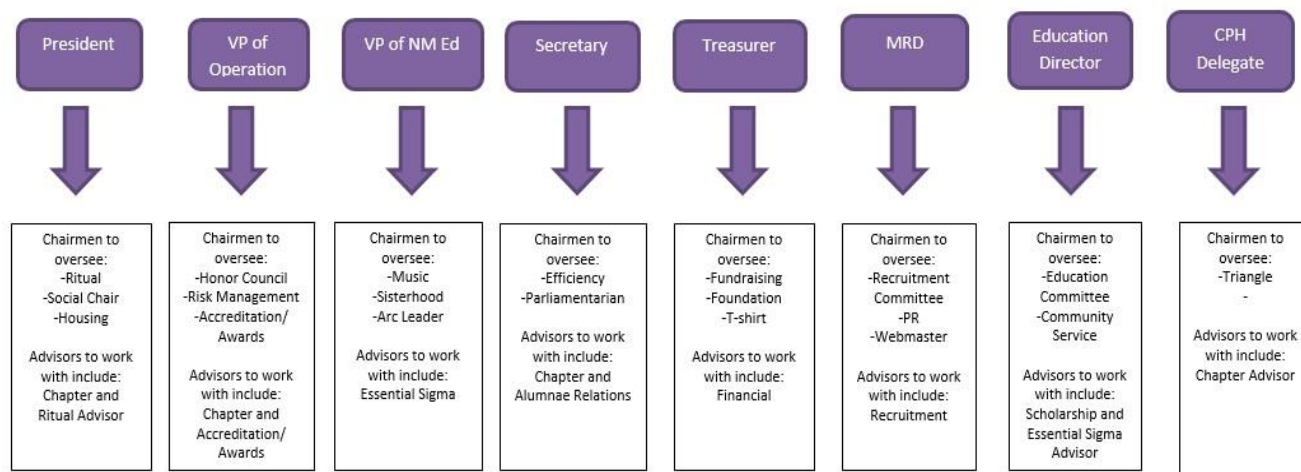 President
VP of
Operation
VP of NM Ed
Secretary
Treasurer
MRD
Education
Director
CPH
Delegate
Chairmen to
oversee:
-Ritual
-Social Chair
-Housing
Advisors to work
with include:
Chapter and
Ritual Advisor
Chairmen to
oversee:
-Honor Council
-Risk Management
-Accreditation/
Awards
Advisors to work
with include:
Chapter and
Accreditation/
Awards
Chairmen to
oversee:
-Music
-Sisterhood
-Arc Leader
Advisors to work
with include:
Essential Sigma
Chairmen to
oversee:
-Efficiency
-Parliamentarian
Advisors to work
with include:
Chapter and
Alumnae Relations
Chairmen to
oversee:
-Fundraising
-Foundation
-T-shirt
Advisors to work
with include:
Financial
Chairmen to
oversee:
-Recruitment
Committee
-PR
-Webmaster
Advisors to work
with include:
Recruitment
Chairmen to
oversee:
-Education
Committee
-Community
Service
Advisors to work
with include:
Scholarship and
Essential Sigma
Advisor
Chairmen to
oversee:
-Triangle
-
Advisors to work
with include:
Chapter Advisor